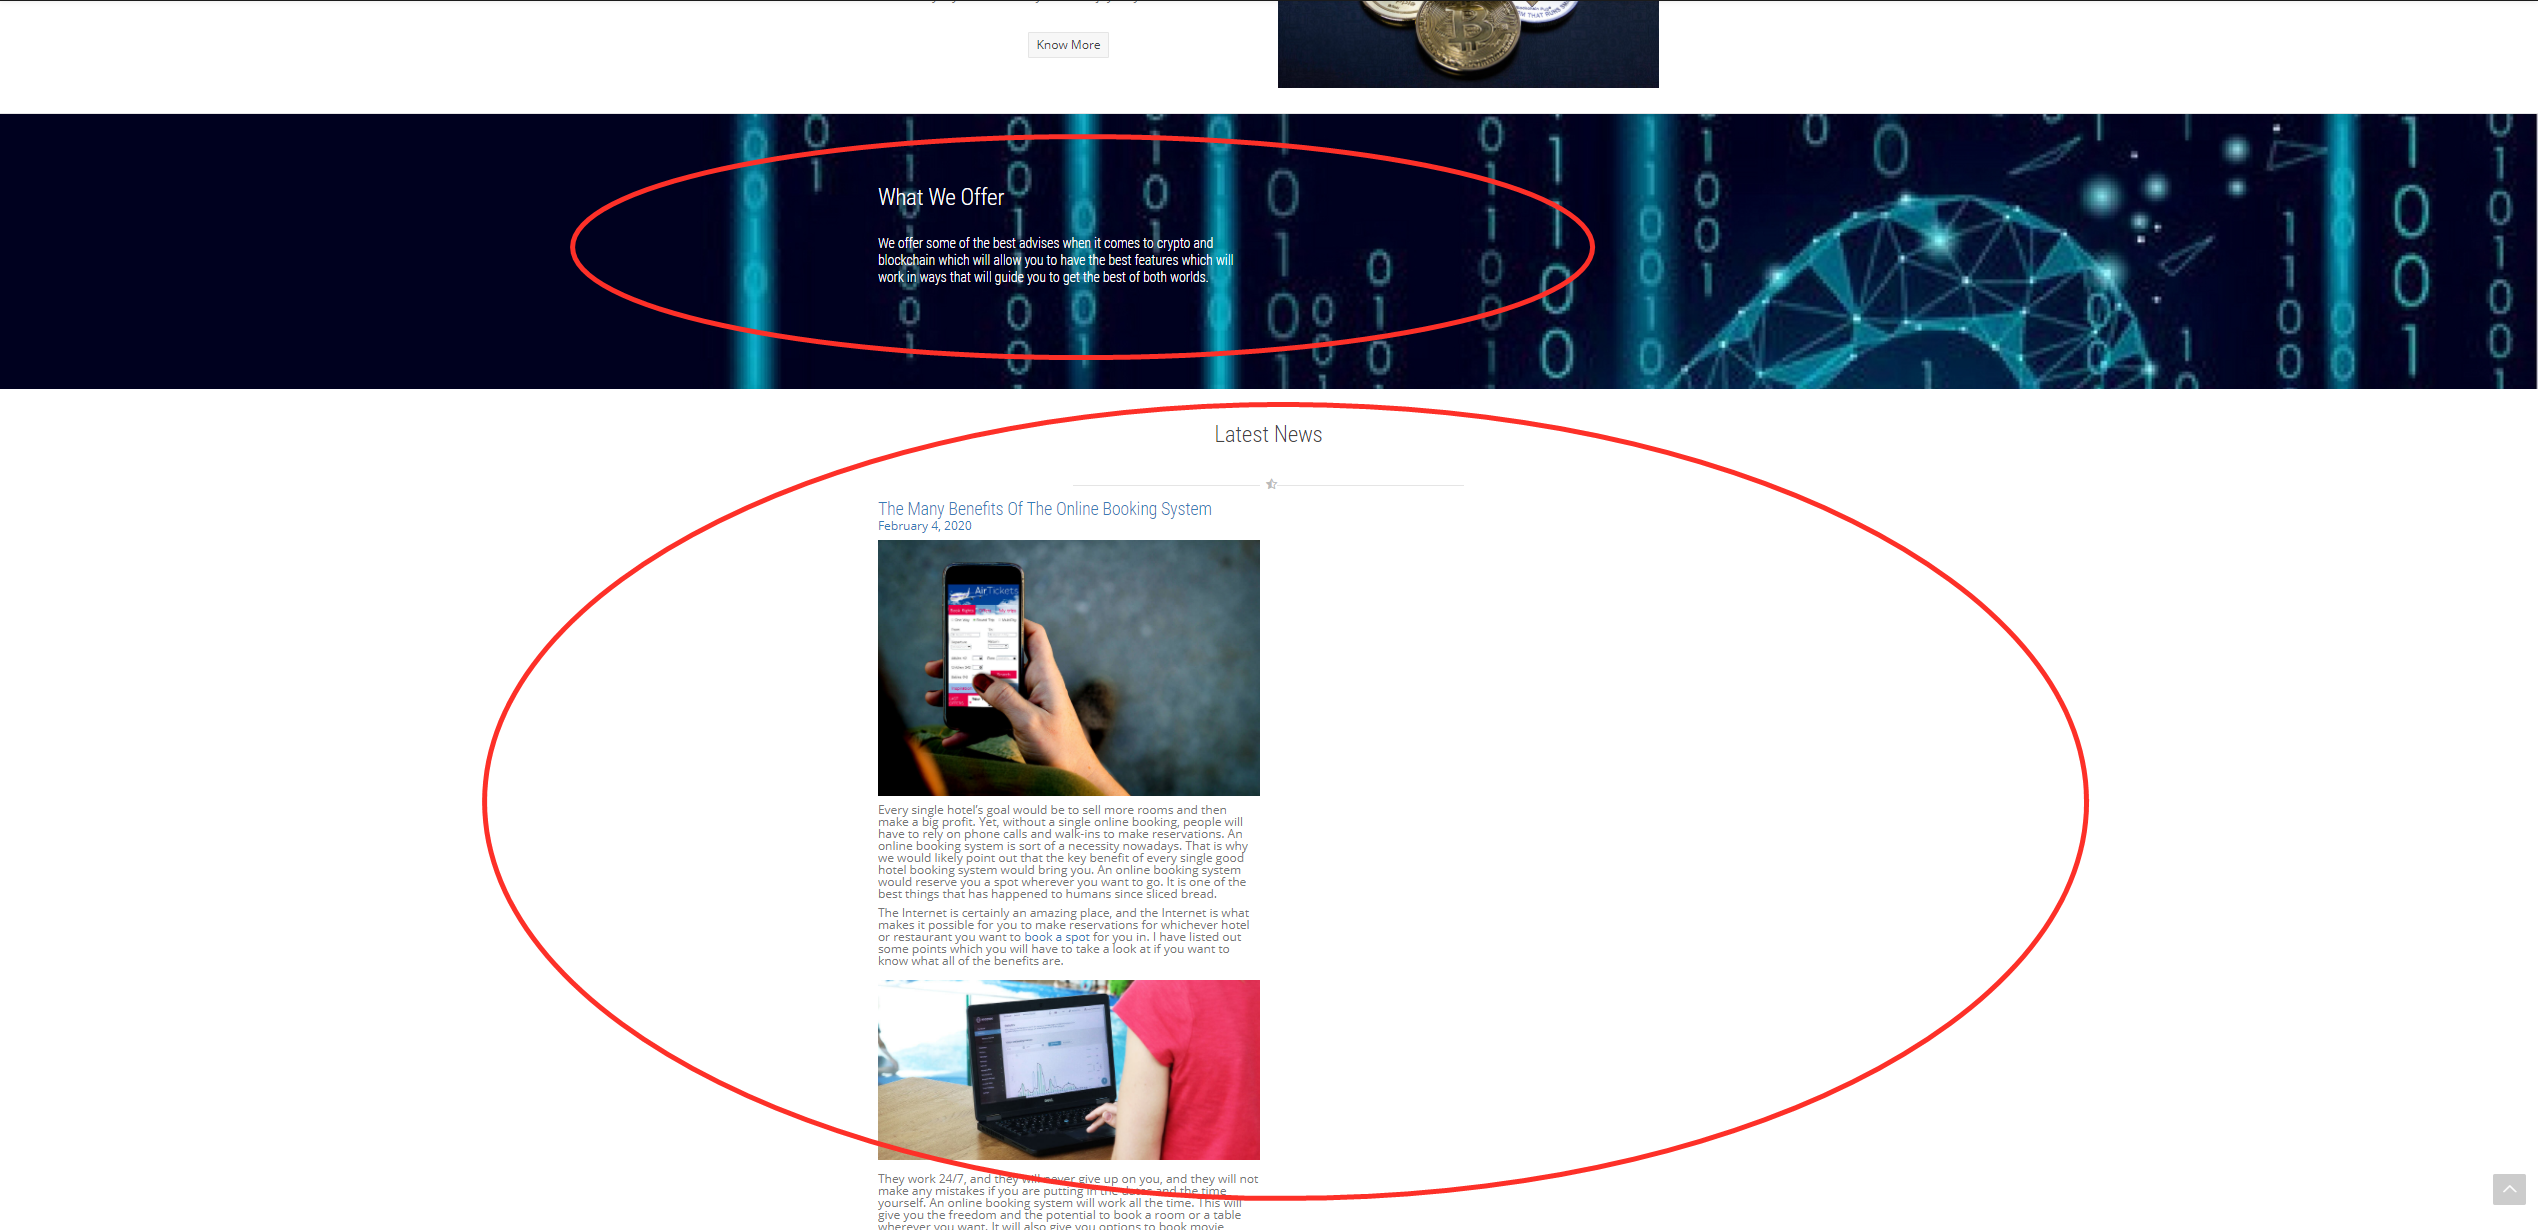 Know More
What We Offer
We offer some of the best advises when it comes to crypto and
blockchain which will allow you to have the best features which will
work in ways that will guide you to get the best of both worlds.
Latest News
The Many Benefits Of The Online Booking System
February 4, 2020
AirTickets
Every single hotel's goal would be to sell more rooms and then
make a big profit. Yet, without a single online booking, people will
have to rely on phone calls and walk-ins to make reservations. An
online booking system is sort of a necessity nowadays. That is why
we would likely point out that the key benefit of every single good
hotel booking system would bring you. An online booking system
would reserve you a spot wherever you want to go. It is one of the
best things that has happened to humans since sliced bread.
The Internet is certainly an amazing place, and the Internet is what
makes it possible for you to make reservations for whichever hotel
or restaurant you want to book a spot for you in. I have listed out
some points which you will have to take a look at if you want to
know what all of the benefits are.
They work 24/7, and they will never give up on you, and they will not
make any mistakes if you are putting in the dates and the time
yourself. An online booking system will work all the time. This will
give you the freedom and the potential to book a room or a table
wherever you want. It will also give you options to book movie